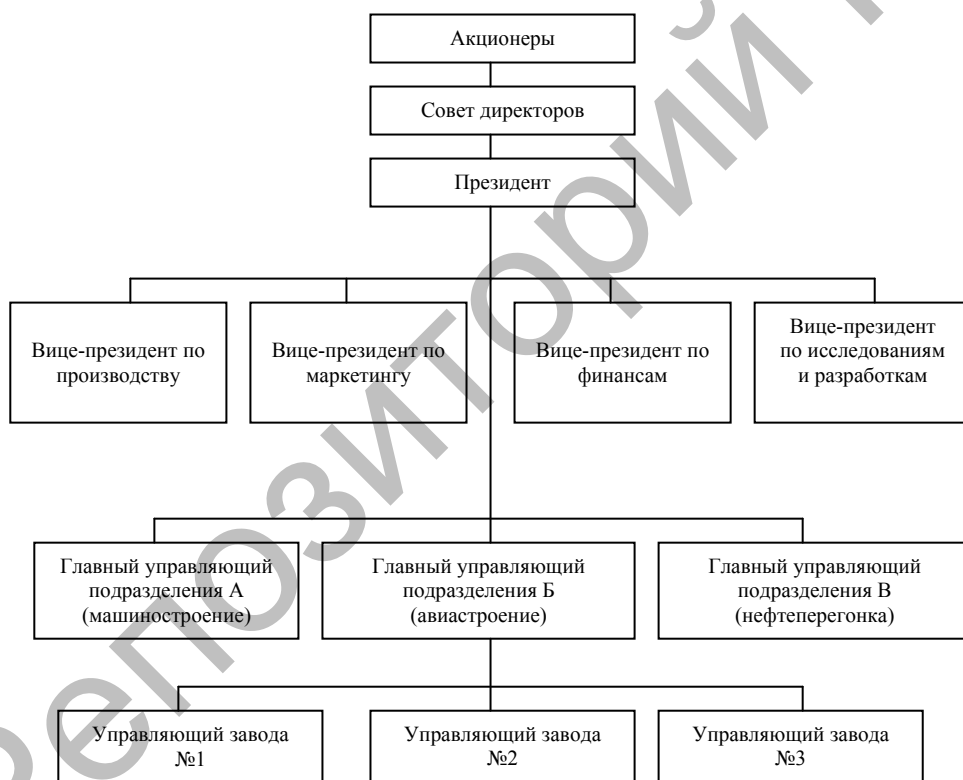 Акционеры
Совет директоров
Президент
Вице-президент по
производству
Вице-президент по
маркетингу
Вице-президент по
финансам
Вице-президент
по исследованиям
и разработкам
Главный управляющий
подразделения А
(машиностроение)
Главный управляющий
подразделения Б
(авиастроение)
Главный управляющий
подразделения В
(нефтеперегонка)
Управляющий завода
№1
Управляющий завода
№2
Управляющий завода
№3
Репозиторий